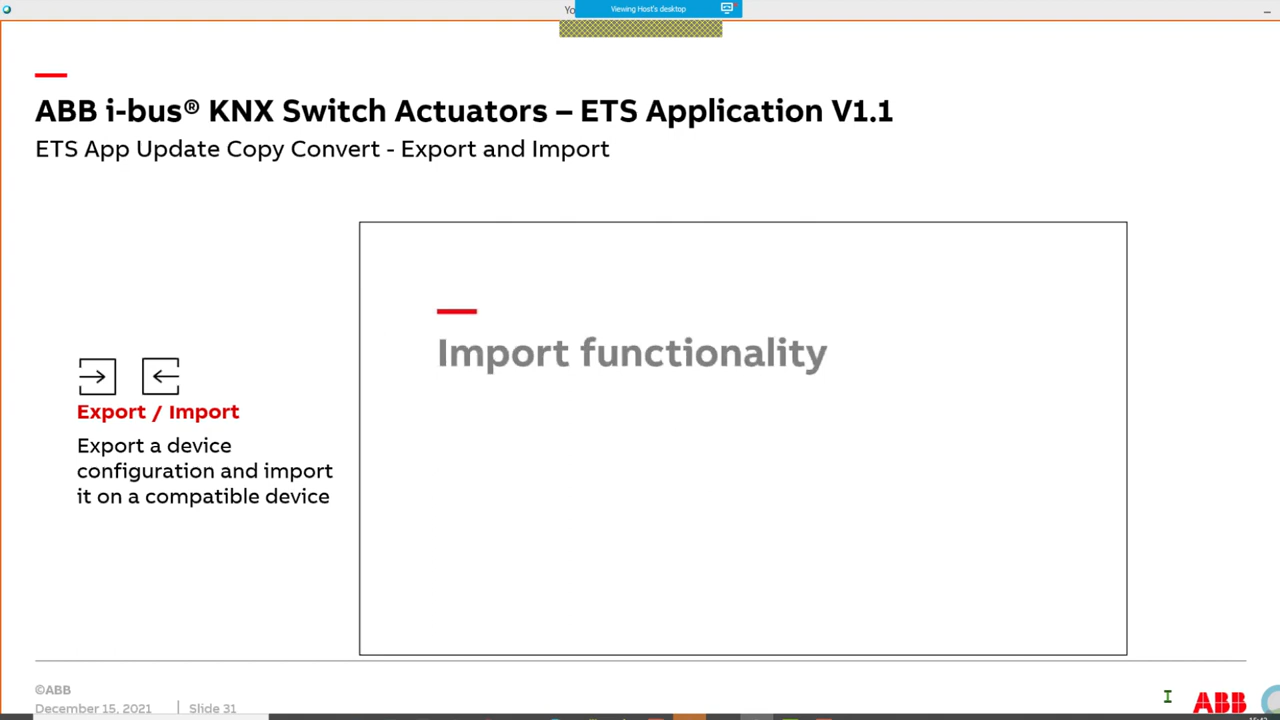 Yo
Viewing Host's desktop
ABB i-bus® KNX Switch Actuators – ETS Application V1.1
ETS App Update Copy Convert - Export and Import
Import functionality
Export / Import
Export a device
configuration and import
it on a compatible device
©ABB
December 15, 2021
Slide 31
ABB